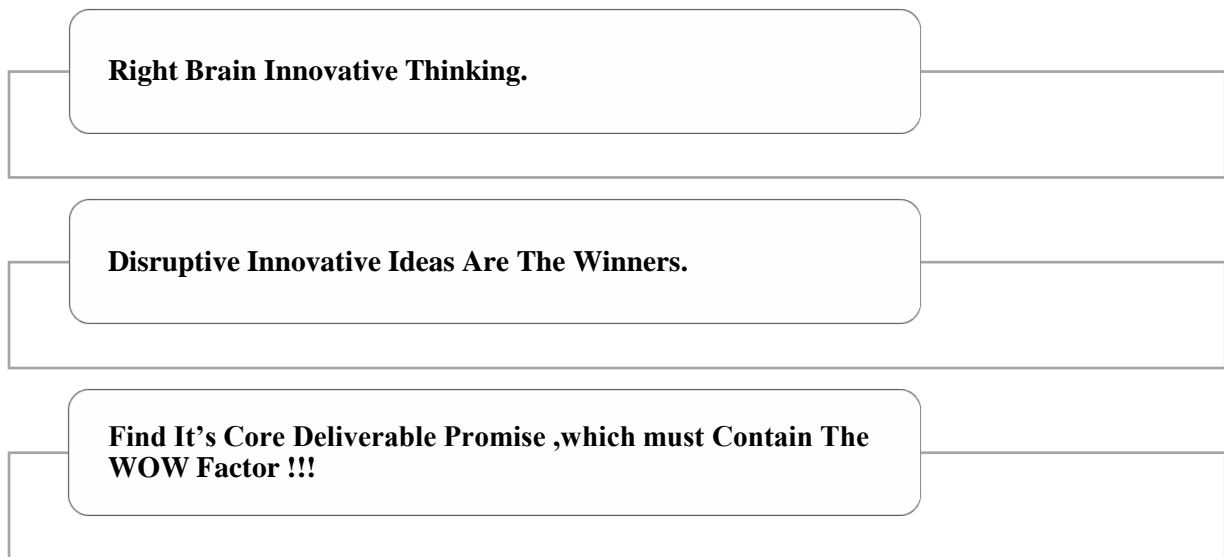 Right Brain Innovative Thinking.
Disruptive Innovative Ideas Are The Winners.
Find It’s Core Deliverable Promise ,which must Contain The
WOW Factor !!!